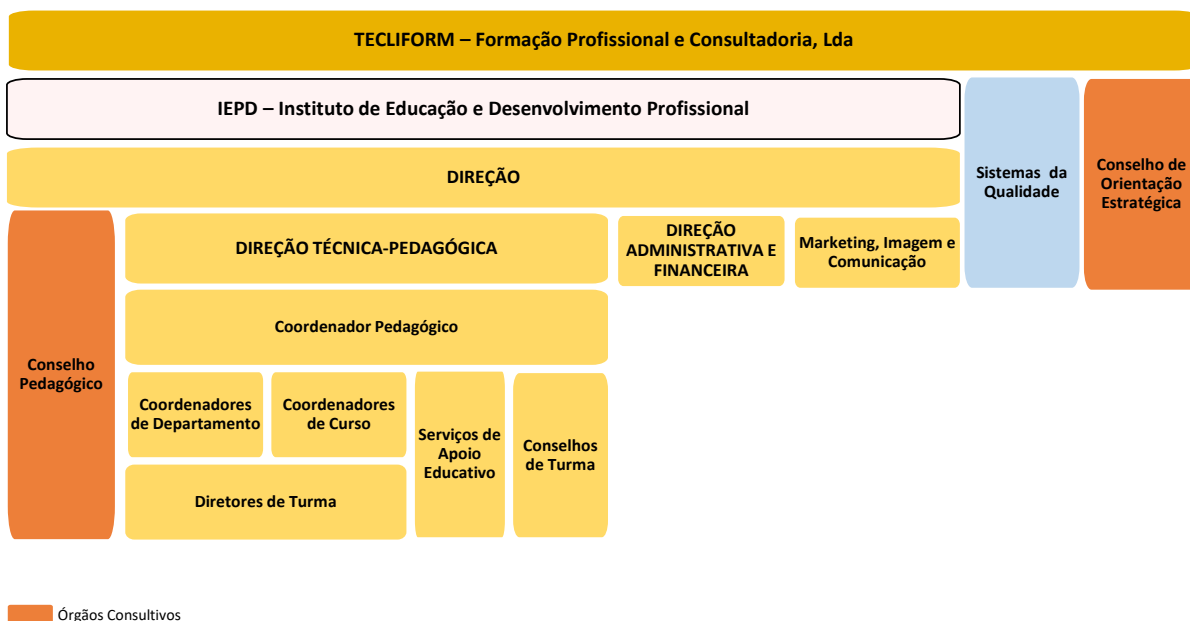 TECLIFORM – Formação Profissional e Consultadoria, Lda
IEPD – Instituto de Educação e Desenvolvimento Profissional
Sistemas da
Qualidade
Conselho de
Orientação
Estratégica
DIREÇÃO
Conselho
Pedagógico
DIREÇÃO TÉCNICA-PEDAGÓGICA
DIREÇÃO
ADMINISTRATIVA E
FINANCEIRA
Marketing, Imagem e
Comunicação
Coordenador Pedagógico
Coordenadores
de Departamento
Coordenadores
de Curso
Serviços de
Apoio
Educativo
Conselhos
de Turma
Diretores de Turma
Órgãos Consultivos